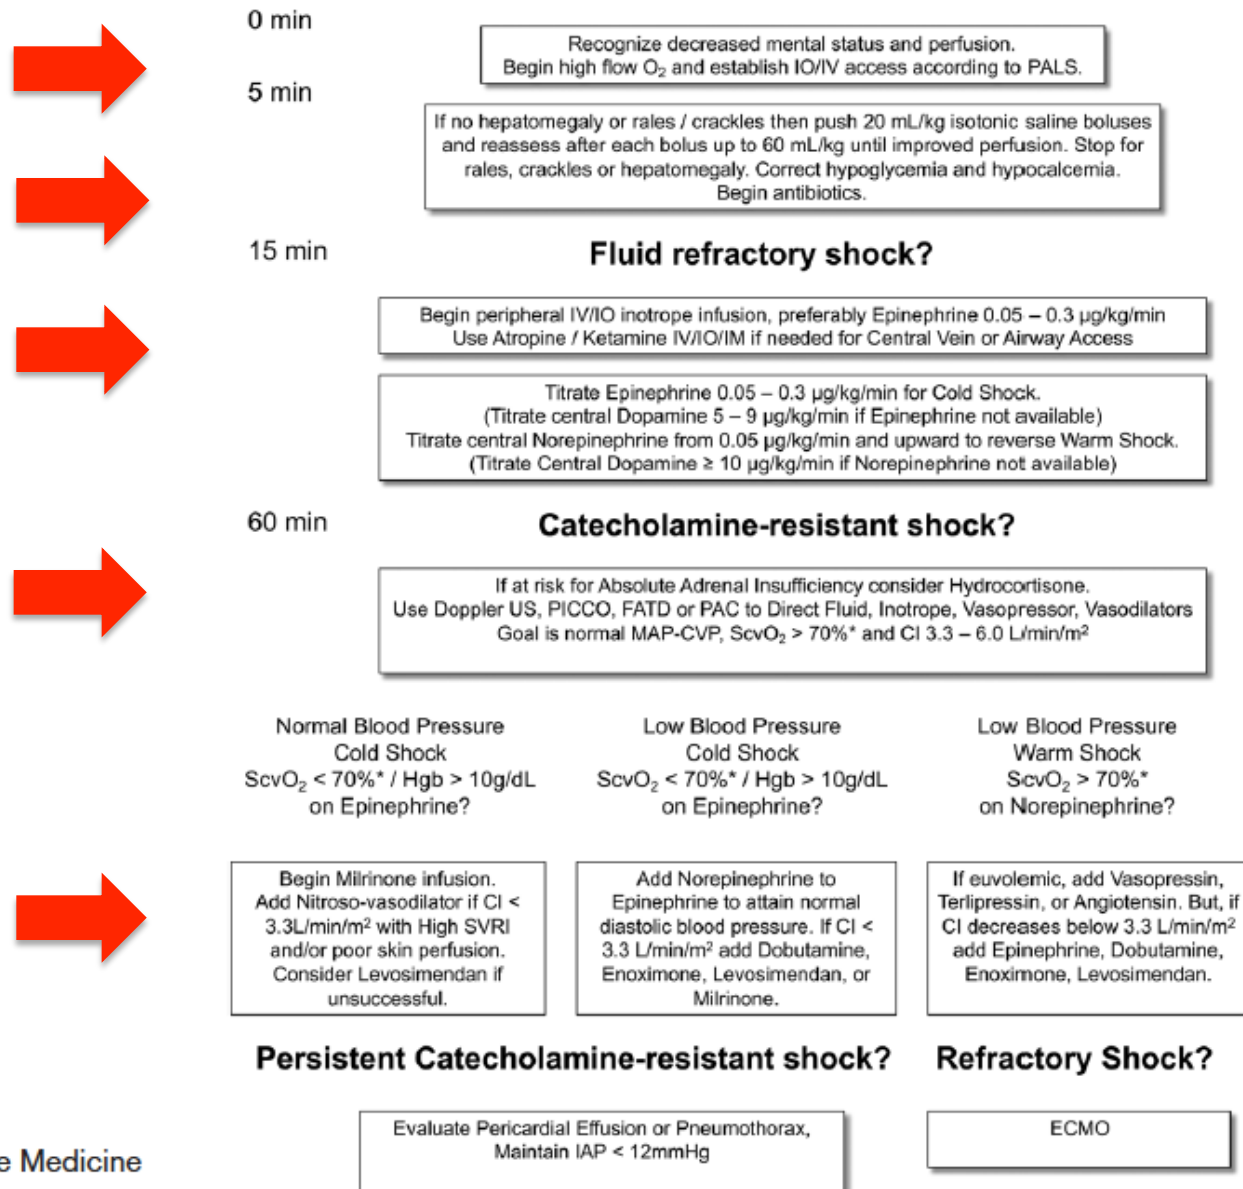 0 min
Recognize decreased mental status and perfusion.
Begin high flow O₂ and establish IO/IV access according to PALS.
5 min
If no hepatomegaly or rales / crackles then push 20 mL/kg isotonic saline boluses
and reassess after each bolus up to 60 mL/kg until improved perfusion. Stop for
rales, crackles or hepatomegaly. Correct hypoglycemia and hypocalcemia.
Begin antibiotics.
15 min
Fluid refractory shock?
Begin peripheral IV/IO inotrope infusion, preferably Epinephrine 0.05 – 0.3 µg/kg/min
Use Atropine / Ketamine IV/IO/IM if needed for Central Vein or Airway Access
Titrate Epinephrine 0.05 – 0.3 µg/kg/min for Cold Shock.
(Titrate central Dopamine 5 – 9 µg/kg/min if Epinephrine not available)
Titrate central Norepinephrine from 0.05 µg/kg/min and upward to reverse Warm Shock.
(Titrate Central Dopamine ≥ 10 µg/kg/min if Norepinephrine not available)
60 min
Catecholamine-resistant shock?
If at risk for Absolute Adrenal Insufficiency consider Hydrocortisone.
Use Doppler US, PICCO, FATD or PAC to Direct Fluid, Inotrope, Vasopressor, Vasodilators
Goal is normal MAP-CVP, ScvO₂ > 70%* and CI 3.3 – 6.0 L/min/m²
Normal Blood Pressure
Cold Shock
ScvO₂ < 70%* / Hgb > 10g/dL
on Epinephrine?
Low Blood Pressure
Cold Shock
ScvO₂ < 70%* / Hgb > 10g/dL
on Epinephrine?
Low Blood Pressure
Warm Shock
ScvO₂ > 70%*
on Norepinephrine?
Begin Milrinone infusion.
Add Nitroso-vasodilator if CI <
3.3L/min/m² with High SVRI
and/or poor skin perfusion.
Consider Levosimendan if
unsuccessful.
Add Norepinephrine to
Epinephrine to attain normal
diastolic blood pressure. If CI <
3.3 L/min/m² add Dobutamine,
Enoximone, Levosimendan, or
Milrinone.
If euvolemic, add Vasopressin,
Terlipressin, or Angiotensin. But, if
CI decreases below 3.3 L/min/m²
add Epinephrine, Dobutamine,
Enoximone, Levosimendan.
Persistent Catecholamine-resistant shock?
Refractory Shock?
Evaluate Pericardial Effusion or Pneumothorax,
Maintain IAP < 12mmHg
ECMO
e Medicine